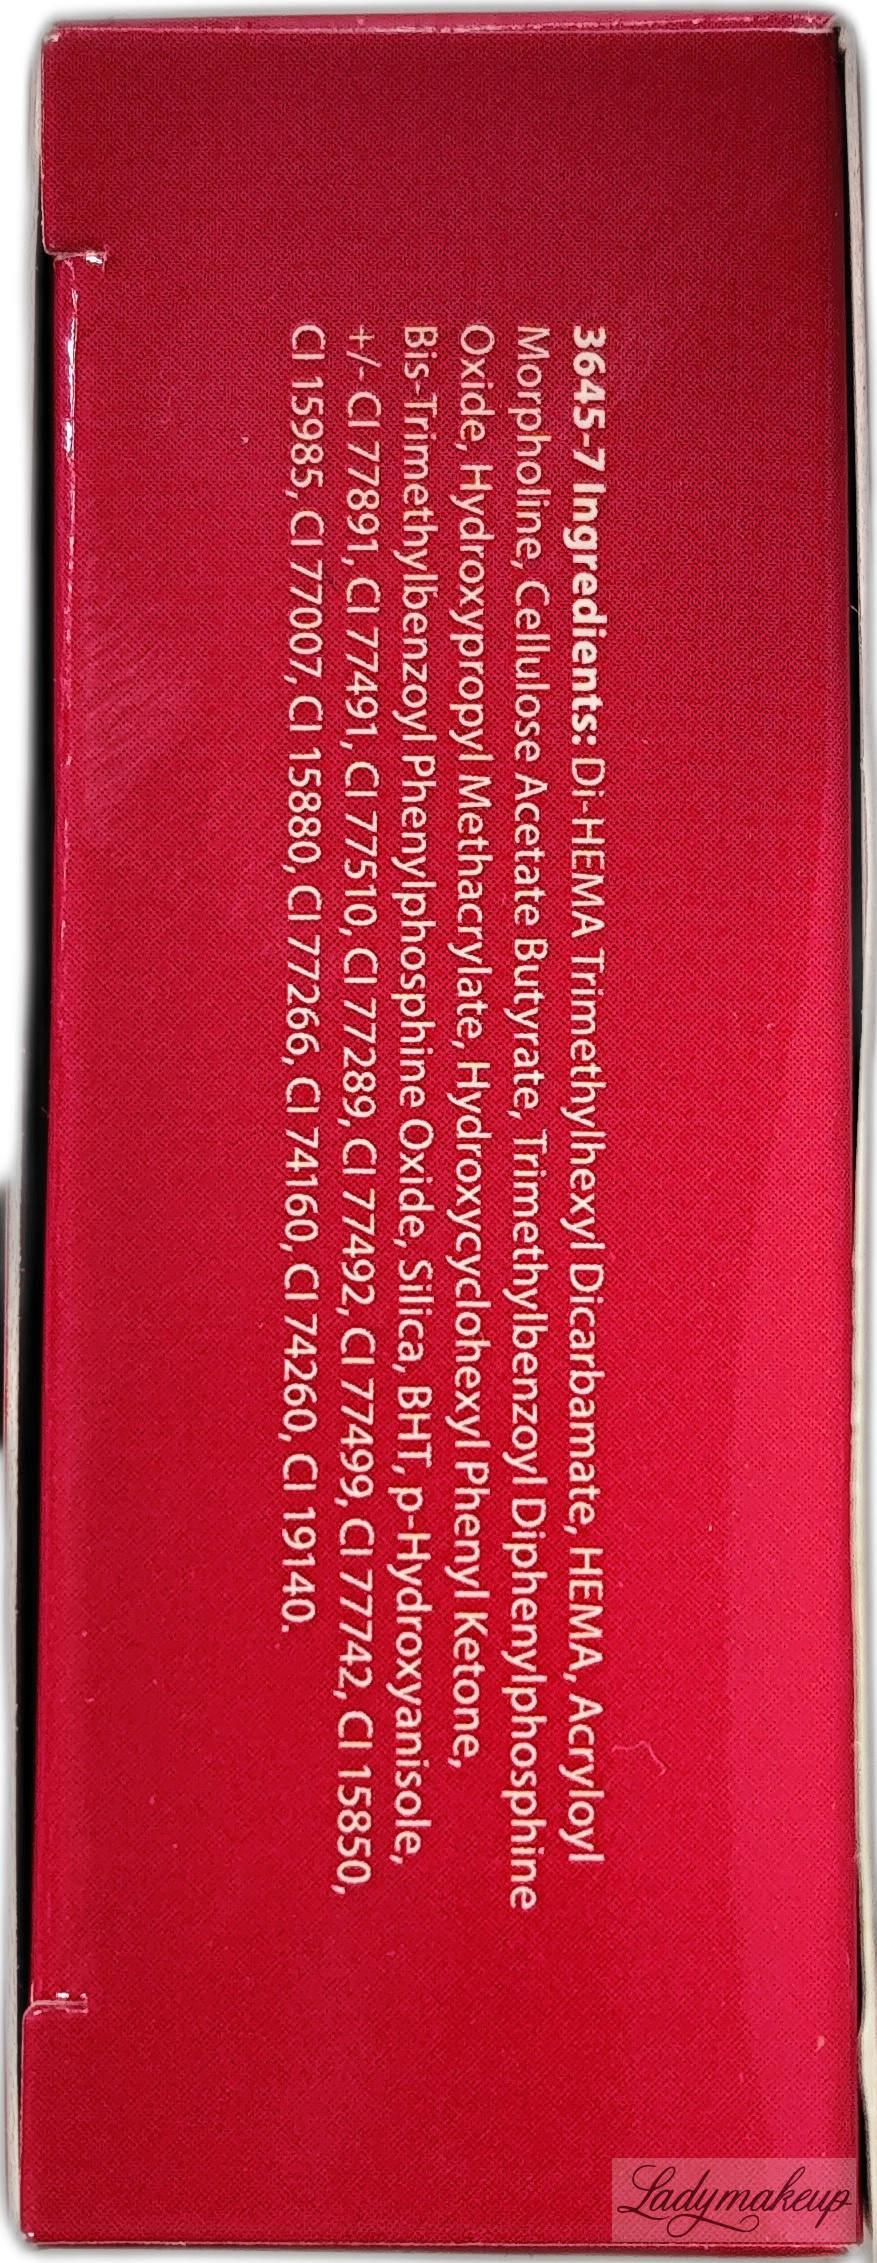 3645-7 Ingredients: Di-HEMA Trimethylhexyl Dicarbamate, HEMA, Acryloyl
Morpholine, Cellulose Acetate Butyrate, Trimethylbenzoyl Diphenylphosphine
Oxide, Hydroxypropyl Methacrylate, Hydroxycyclohexyl Phenyl Ketone,
Bis-Trimethylbenzoyl Phenylphosphine Oxide, Silica, BHT, p-Hydroxyanisole,
+/- CI 77891, CI 77491, CI 77510, CI 77289, CI 77492, CI 77499, CI 77742, CI 15850,
CI 15985, CI 77007, CI 15880, CI 77266, CI 74160, CI 74260, CI 19140.
Ladymakeup